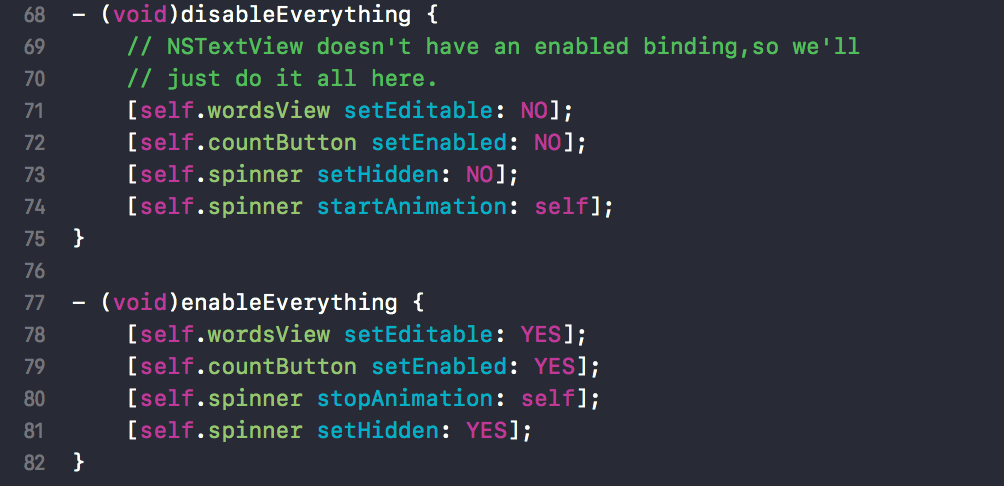 68 - (void)disableEverything {
69 // NSTextView doesn't have an enabled binding,so we'll
70 // just do it all here.
71 [self.wordsView setEditable: NO];
72 [self.countButton setEnabled: NO];
73 [self.spinner setHidden: NO];
74 [self.spinner startAnimation: self];
75 }
76
77 - (void)enableEverything {
78 [self.wordsView setEditable: YES];
79 [self.countButton setEnabled: YES];
80 [self.spinner stopAnimation: self];
81 [self.spinner setHidden: YES];
82 }